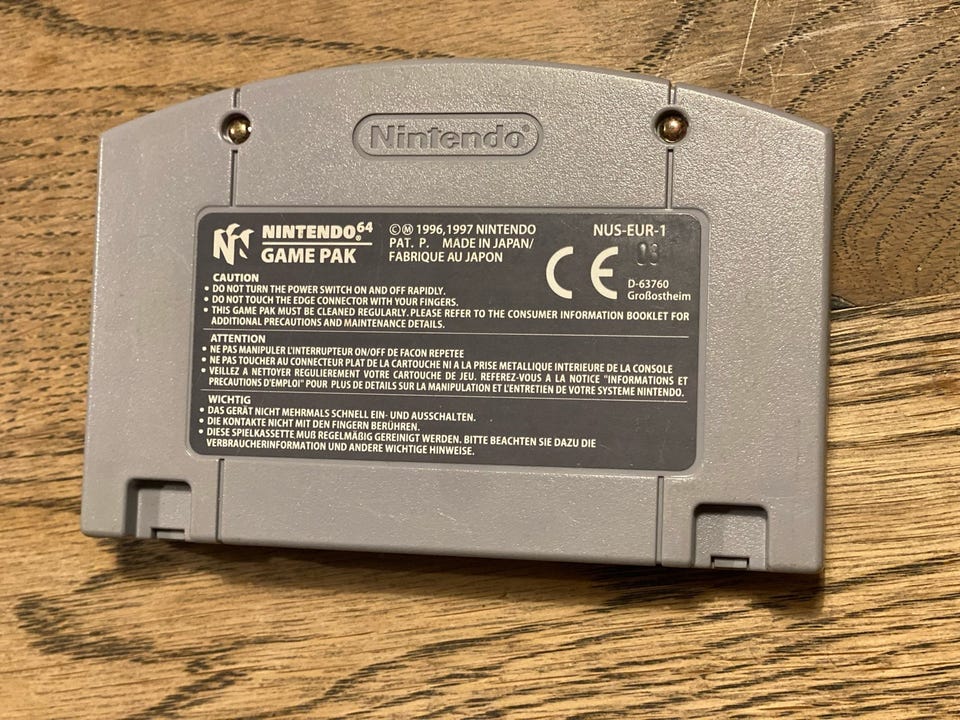 Nintendo®
NINTENDO⁶⁴®
GAME PAK
©Ⓜ 1996,1997 NINTENDO
PAT. P. MADE IN JAPAN/
FABRIQUE AU JAPON
NUS-EUR-1
03
CE
D-63760
Großostheim
CAUTION
• DO NOT TURN THE POWER SWITCH ON AND OFF RAPIDLY.
• DO NOT TOUCH THE EDGE CONNECTOR WITH YOUR FINGERS.
• THIS GAME PAK MUST BE CLEANED REGULARLY. PLEASE REFER TO THE CONSUMER INFORMATION BOOKLET FOR
ADDITIONAL PRECAUTIONS AND MAINTENANCE DETAILS.
ATTENTION
• NE PAS MANIPULER L'INTERRUPTEUR ON/OFF DE FACON REPETEE
• NE PAS TOUCHER AU CONNECTEUR PLAT DE LA CARTOUCHE NI A LA PRISE METALLIQUE INTERIEURE DE LA CONSOLE
• VEILLEZ A NETTOYER REGULIEREMENT VOTRE CARTOUCHE DE JEU. REFEREZ-VOUS A LA NOTICE "INFORMATIONS ET
PRECAUTIONS D'EMPLOI" POUR PLUS DE DETAILS SUR LA MANIPULATION ET L'ENTRETIEN DE VOTRE SYSTEME NINTENDO.
WICHTIG
• DAS GERÄT NICHT MEHRMALS SCHNELL EIN- UND AUSSCHALTEN.
• DIE KONTAKTE NICHT MIT DEN FINGERN BERÜHREN.
• DIESE SPIELKASSETTE MUß REGELMÄßIG GEREINIGT WERDEN. BITTE BEACHTEN SIE DAZU DIE
VERBRAUCHERINFORMATION UND ANDERE WICHTIGE HINWEISE.